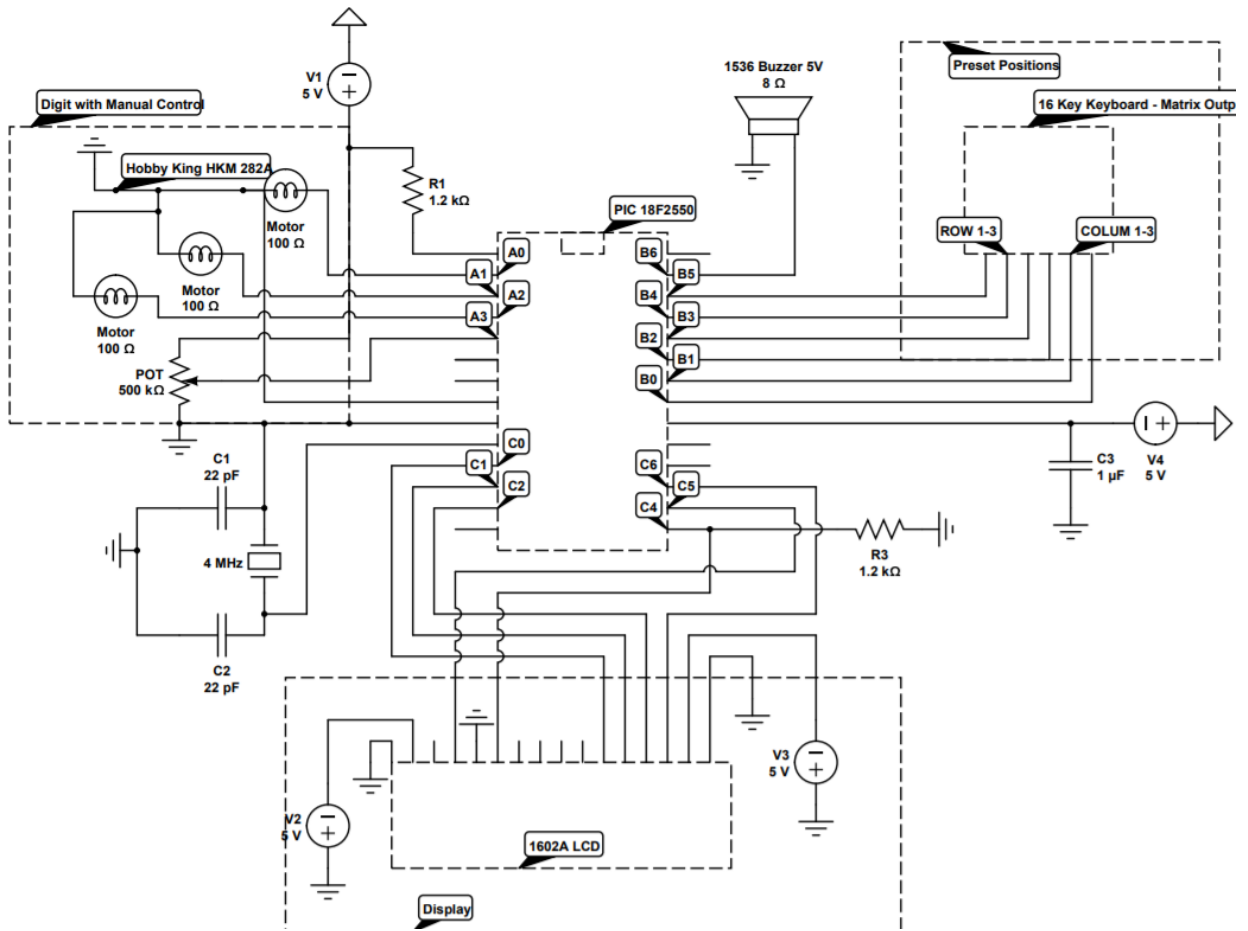 V1
5 V
1536 Buzzer 5V
8 Ω
Preset Positions
Digit with Manual Control
16 Key Keyboard - Matrix Outp
Hobby King HKM 282A
R1
1.2 kΩ
PIC 18F2550
Motor
100 Ω
ROW 1-3
COLUM 1-3
A0
B6
A1
B5
A2
B4
Motor
100 Ω
A3
B3
B2
Motor
100 Ω
B1
POT
500 kΩ
B0
C1
22 pF
C0
C1
C2
C6
C5
C4
C3
1 µF
V4
5 V
4 MHz
R3
1.2 kΩ
C2
22 pF
V3
5 V
V2
5 V
1602A LCD
Display